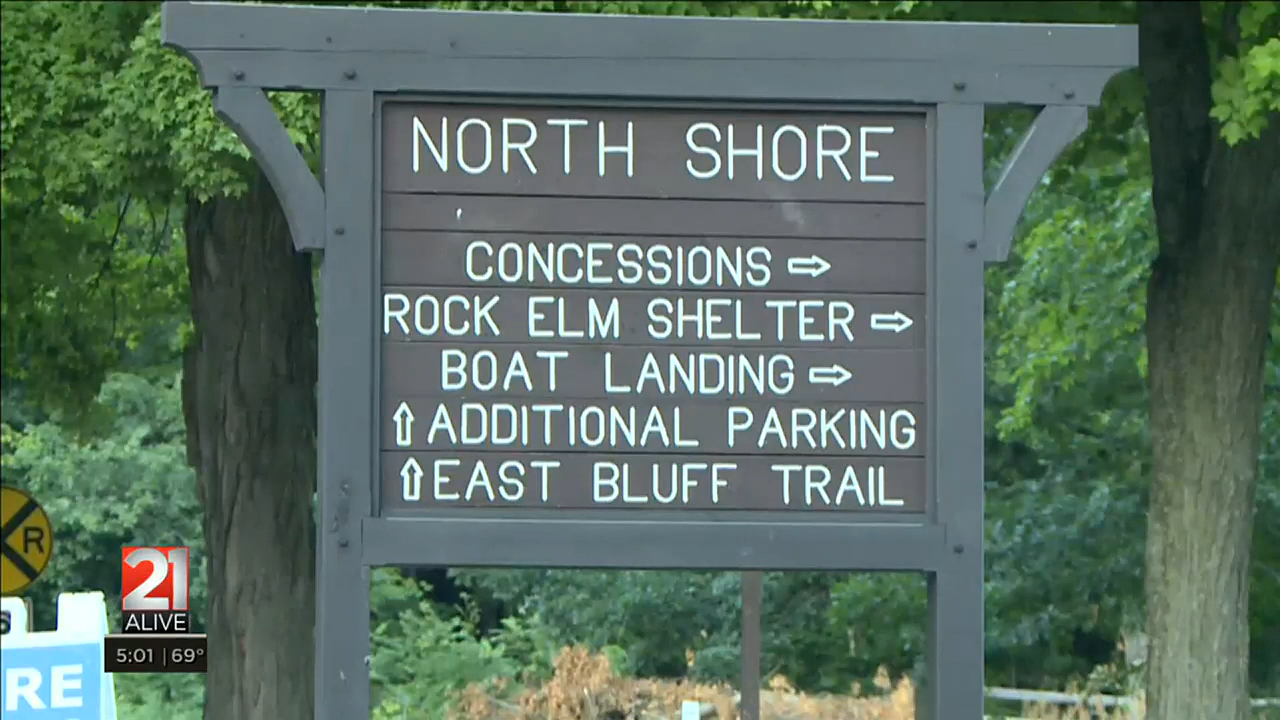 NORTH SHORE
CONCESSIONS ⇨
ROCK ELM SHELTER ⇨
BOAT LANDING ⇨
⇧ ADDITIONAL PARKING
⇧ EAST BLUFF TRAIL
R
21
ALIVE
5:01 | 69°
RE